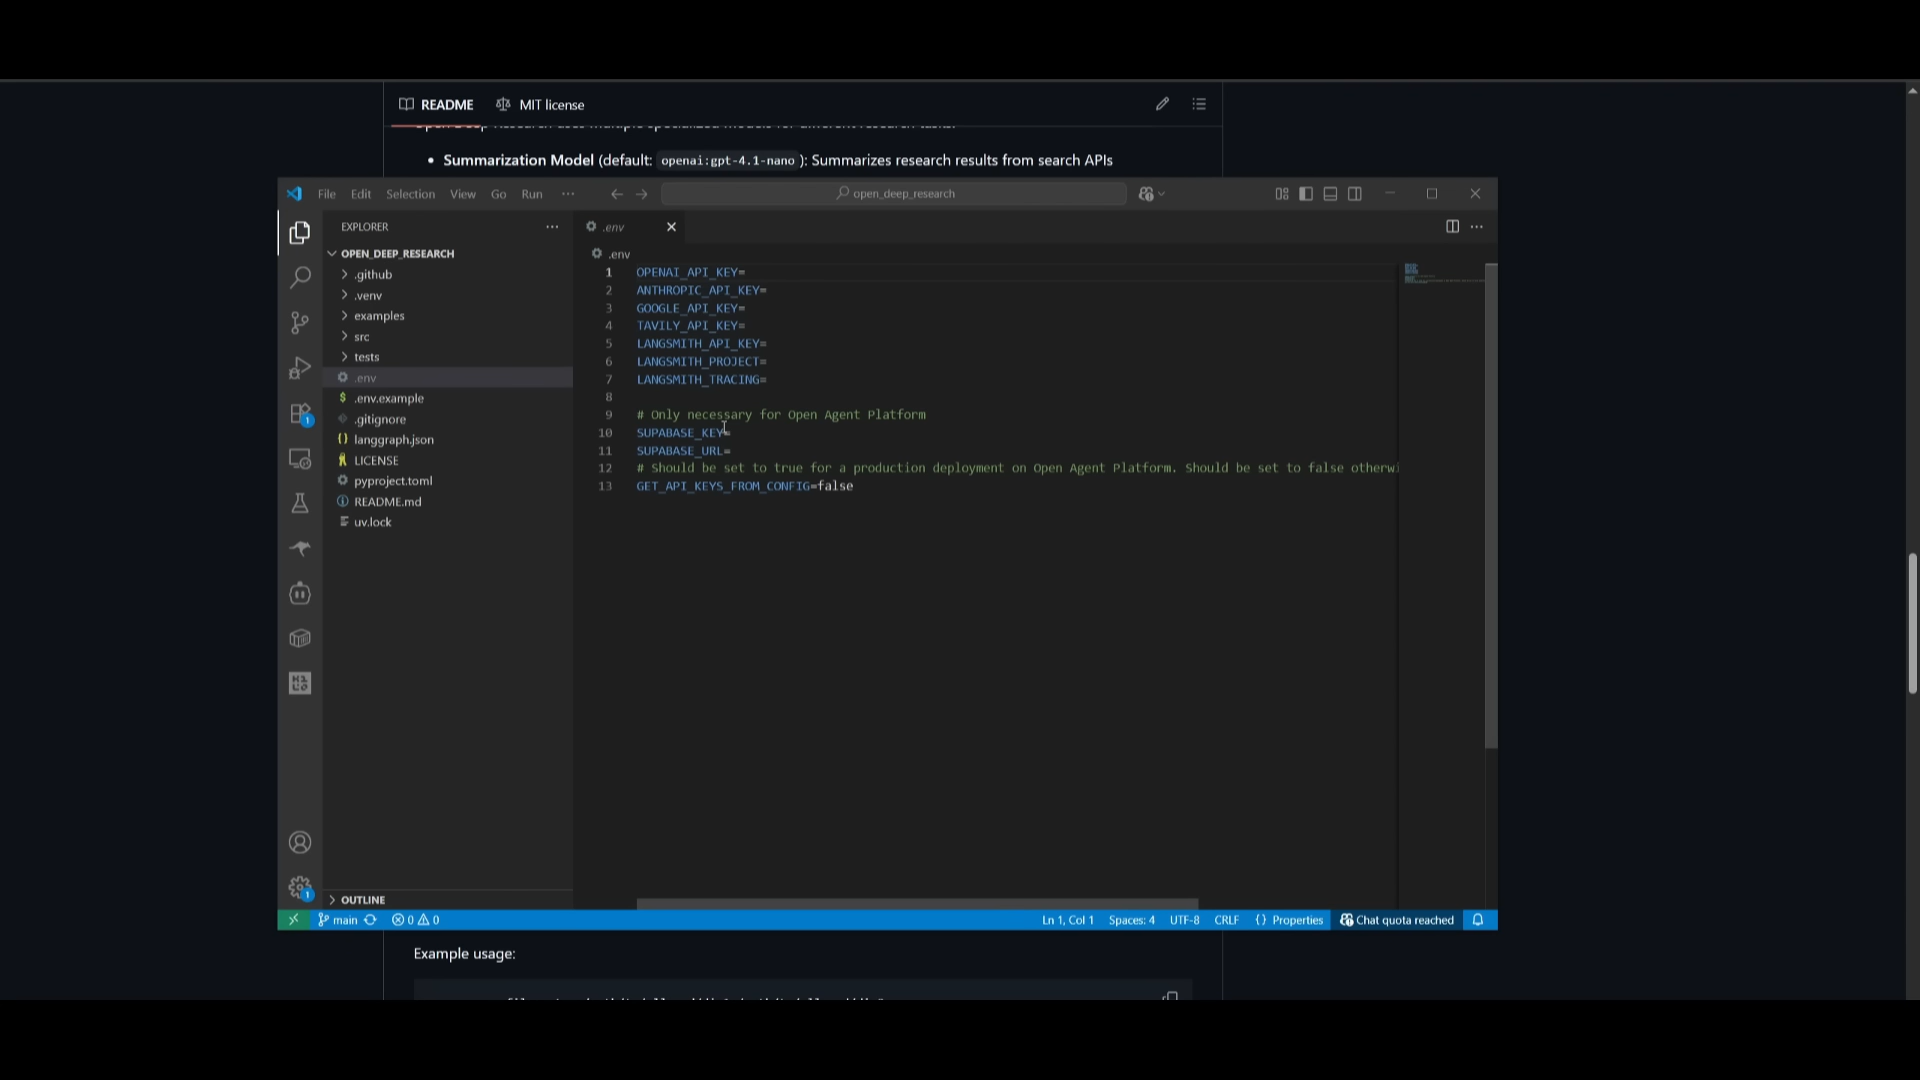 README MIT license
Summarization Model (default: openai:gpt-4.1-nano ): Summarizes research results from search APIs
File Edit Selection View Go Run ··· open_deep_research
EXPLORER
OPEN_DEEP_RESEARCH
.github
.venv
examples
src
tests
.env
.env.example
.gitignore
langgraph.json
LICENSE
pyproject.toml
README.md
uv.lock
OUTLINE
.env
.env
1 OPENAI_API_KEY=
2 ANTHROPIC_API_KEY=
3 GOOGLE_API_KEY=
4 TAVILY_API_KEY=
5 LANGSMITH_API_KEY=
6 LANGSMITH_PROJECT=
7 LANGSMITH_TRACING=
8
9 # Only necessary for Open Agent Platform
10 SUPABASE_KEY=
11 SUPABASE_URL=
12 # Should be set to true for a production deployment on Open Agent Platform. Should be set to false otherwi
13 GET_API_KEYS_FROM_CONFIG=false
1
1
main 0 0 Ln 1, Col 1 Spaces: 4 UTF-8 CRLF {} Properties Chat quota reached
Example usage: